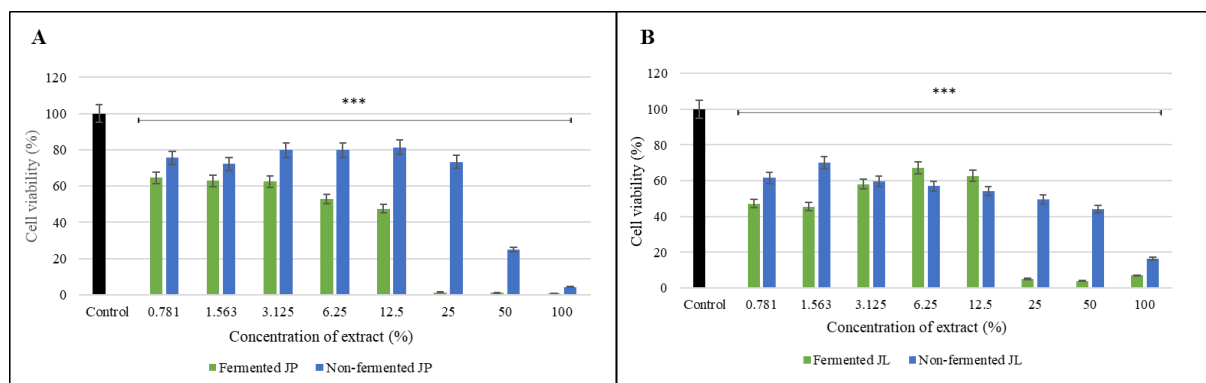 A
***
120
100
80
60
40
20
0
Cell viability (%)
Control 0.781 1.563 3.125 6.25 12.5 25 50 100
Concentration of extract (%)
Fermented JP Non-fermented JP
B
***
120
100
80
60
40
20
0
Cell viability (%)
Control 0.781 1.563 3.125 6.25 12.5 25 50 100
Concentration of extract (%)
Fermented JL Non-fermented JL